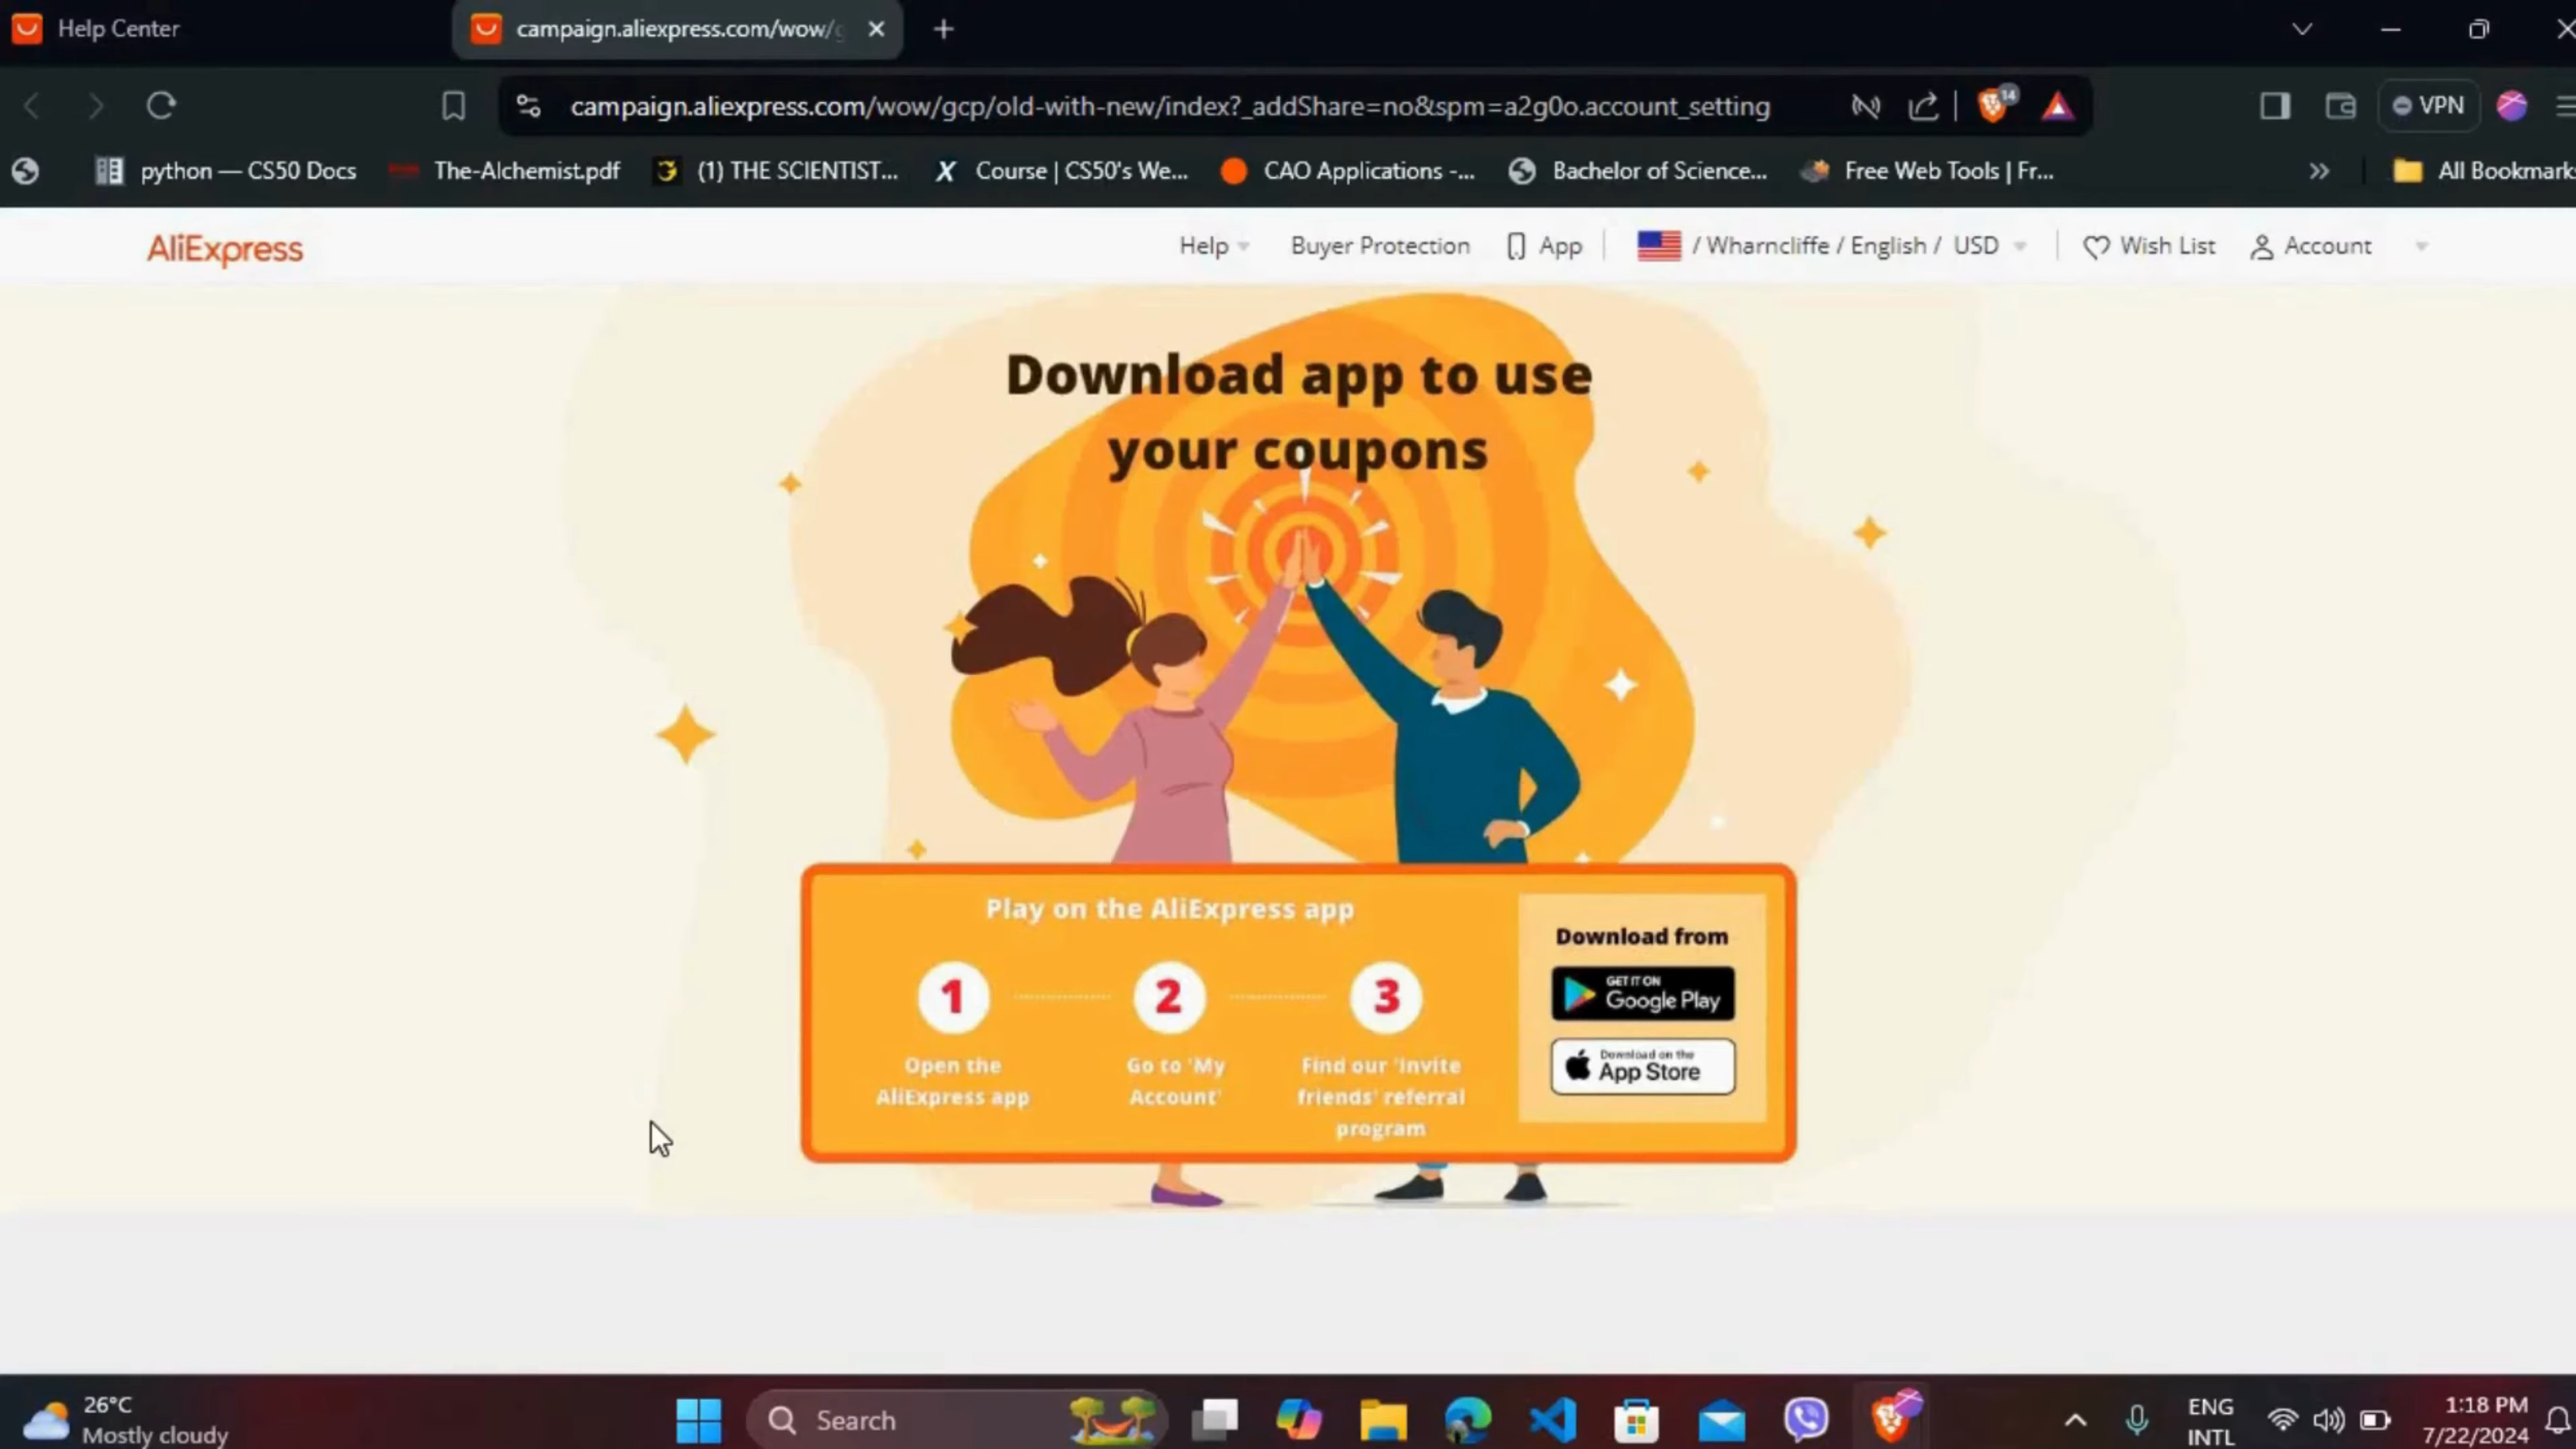 Help Center
campaign.aliexpress.com/wow/g
campaign.aliexpress.com/wow/gcp/old-with-new/index?_addShare=no&spm=a2g0o.account_setting
14
VPN
python — CS50 Docs
The-Alchemist.pdf
(1) THE SCIENTIST...
Course | CS50's We...
CAO Applications -...
Bachelor of Science...
Free Web Tools | Fr...
All Bookmarks
AliExpress
Help
Buyer Protection
App
/ Wharncliffe / English / USD
Wish List
Account
Download app to use
your coupons
Play on the AliExpress app
1
2
3
Open the
AliExpress app
Go to 'My
Account'
Find our 'Invite
friends' referral
program
Download from
GET IT ON
Google Play
Download on the
App Store
26°C
Mostly cloudy
Search
ENG
INTL
1:18 PM
7/22/2024